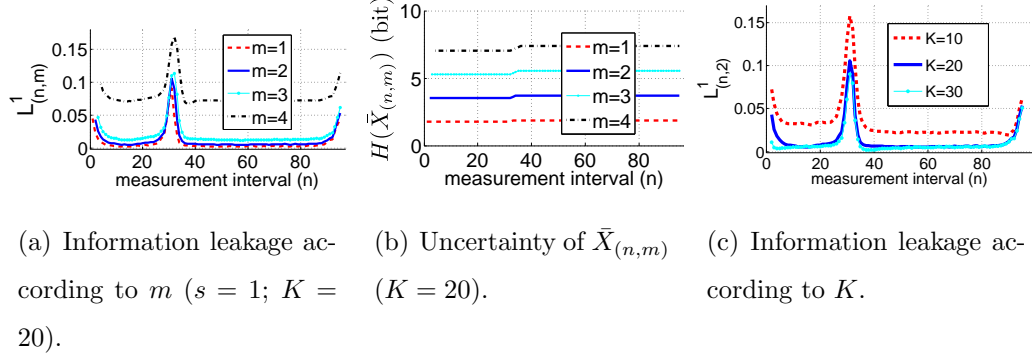 L¹₍ₙ,ₘ₎
0.15
0.1
0.05
0
m=1
m=2
m=3
m=4
0 20 40 60 80
measurement interval (n)
H(X̄₍ₙ,ₘ₎) (bit)
10
5
0
m=1
m=2
m=3
m=4
0 20 40 60 80
measurement interval (n)
L¹₍ₙ,₂₎
0.15
0.1
0.05
0
K=10
K=20
K=30
0 20 40 60 80
measurement interval (n)
(a) Information leakage ac-
cording to m (s = 1; K =
20).
(b) Uncertainty of X̄₍ₙ,ₘ₎
(K = 20).
(c) Information leakage ac-
cording to K.